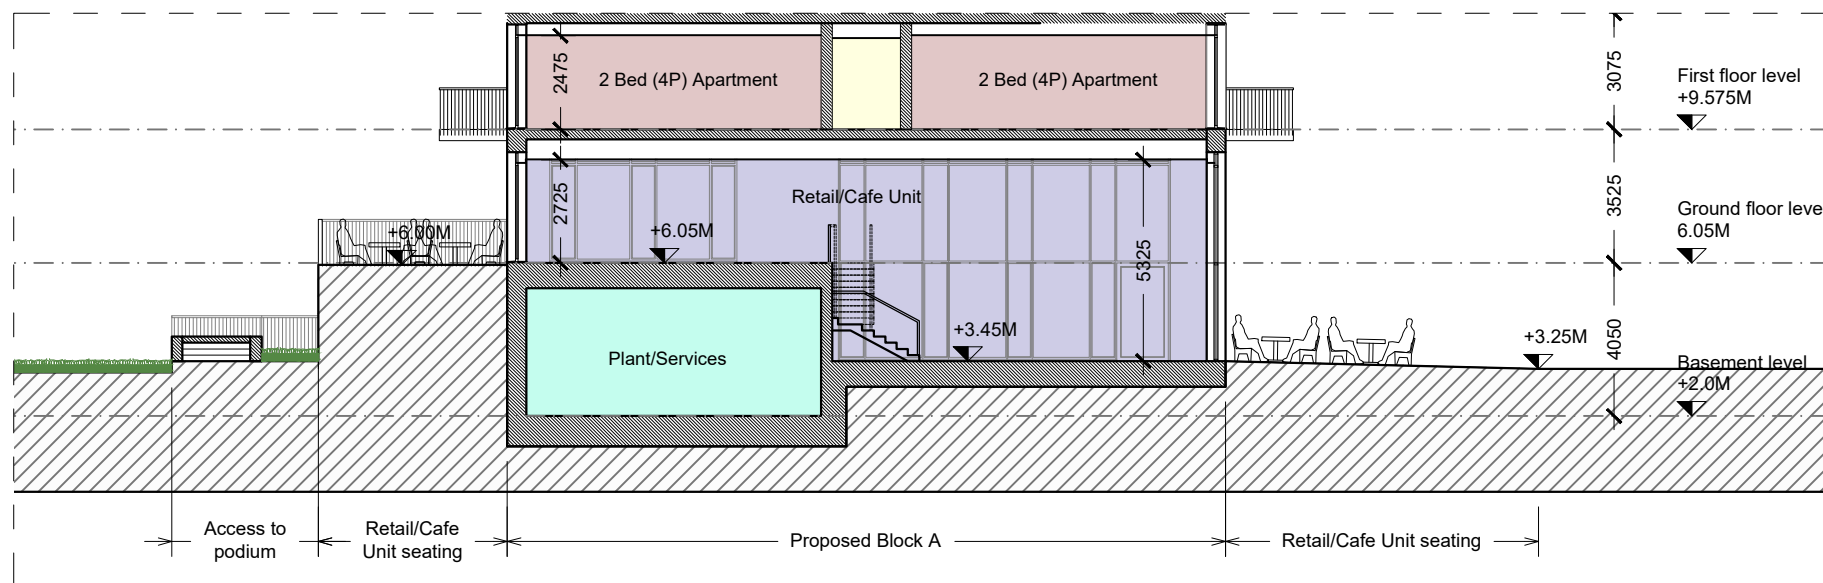 2475
2 Bed (4P) Apartment
2 Bed (4P) Apartment
3075
First floor level
+9.575M
2725
Retail/Cafe Unit
3525
Ground floor level
6.05M
+6.00M
+6.05M
5325
Plant/Services
+3.45M
+3.25M
4050
Basement level
+2.0M
Access to
podium
Retail/Cafe
Unit seating
Proposed Block A
Retail/Cafe Unit seating